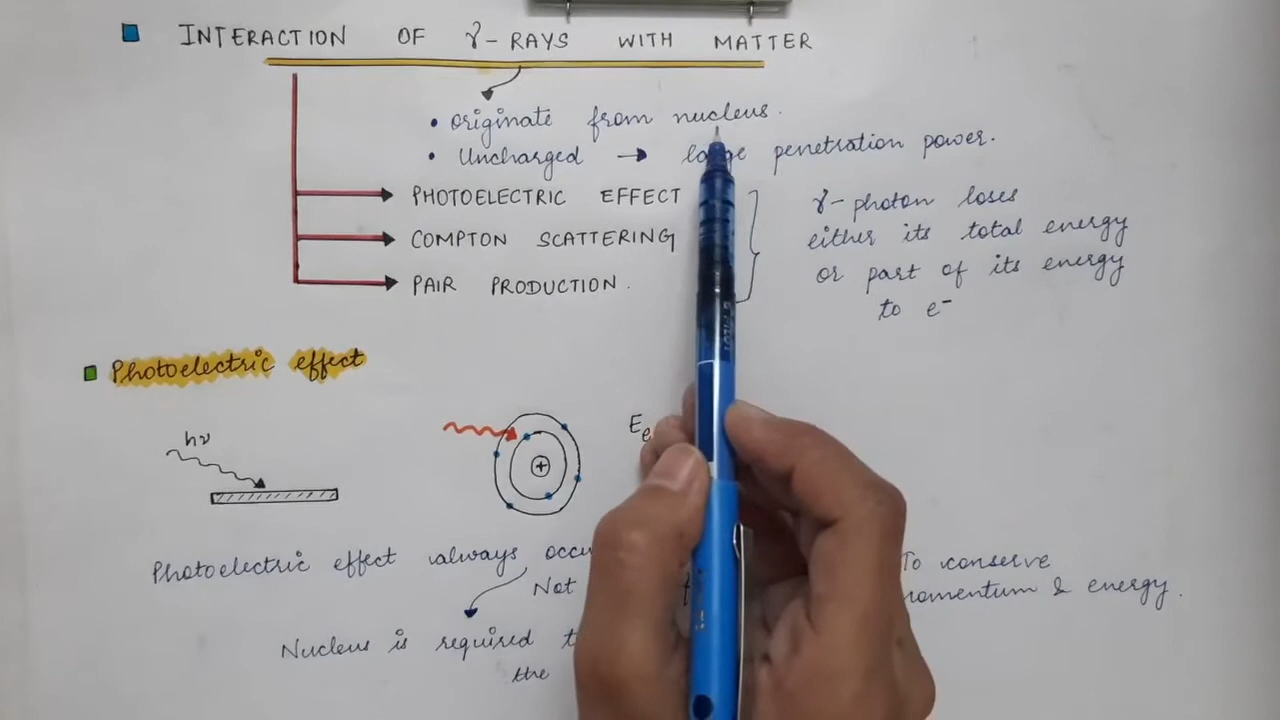 INTERACTION OF γ-RAYS WITH MATTER
• originate from nucleus.
• Uncharged → large penetration power.
PHOTOELECTRIC EFFECT
COMPTON SCATTERING
PAIR PRODUCTION.
γ-photon loses
either its total energy
or part of its energy
to e⁻
Photoelectric effect
hν
+
Photoelectric effect always
Not
To conserve
momentum & energy.
Nucleus is required
the